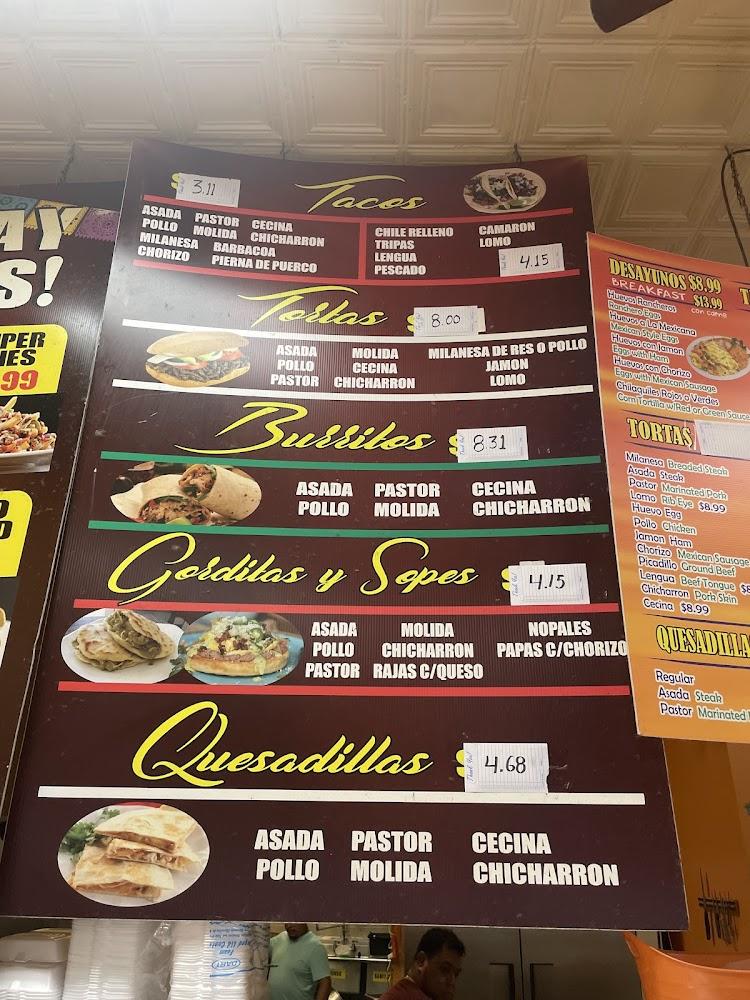 AY
S!
UPER
99
$ 3.11
Tacos
ASADA PASTOR CECINA
POLLO MOLIDA CHICHARRON
MILANESA BARBACOA
CHORIZO PIERNA DE PUERCO
CHILE RELLENO CAMARON
TRIPAS LOMO
LENGUA
PESCADO
4.15
Tortas $ 8.00
ASADA MOLIDA MILANESA DE RES O POLLO
POLLO CECINA JAMON
PASTOR CHICHARRON LOMO
Burritos $ 8.31
ASADA PASTOR CECINA
POLLO MOLIDA CHICHARRON
Gorditas y Sopes $ 4.15
ASADA MOLIDA NOPALES
POLLO CHICHARRON PAPAS C/CHORIZO
PASTOR RAJAS C/QUESO
Quesadillas $ 4.68
ASADA PASTOR CECINA
POLLO MOLIDA CHICHARRON
DESAYUNOS $8.99
BREAKFAST $13.99
con carne
Huevos Rancheros
Ranchero Eggs
Huevos a La Mexicana
Mexican Style Eggs
Huevos con Jamon
Eggs with Ham
Huevos con Chorizo
Eggs with Mexican Sausage
Chilaquiles Rojos o Verdes
Corn Tortilla w/Red or Green Sauce
TORTAS
Milanesa Breaded Steak
Asada Steak
Pastor Marinated Pork
Lomo Rib Eye $8.99
Huevo Egg
Pollo Chicken
Jamon Ham
Chorizo Mexican Sausage
Picadillo Ground Beef
Lengua Beef Tongue
Chicharron Pork Skin
Cecina $8.99
QUESADILLA
Regular
Asada Steak
Pastor Marinated
DART